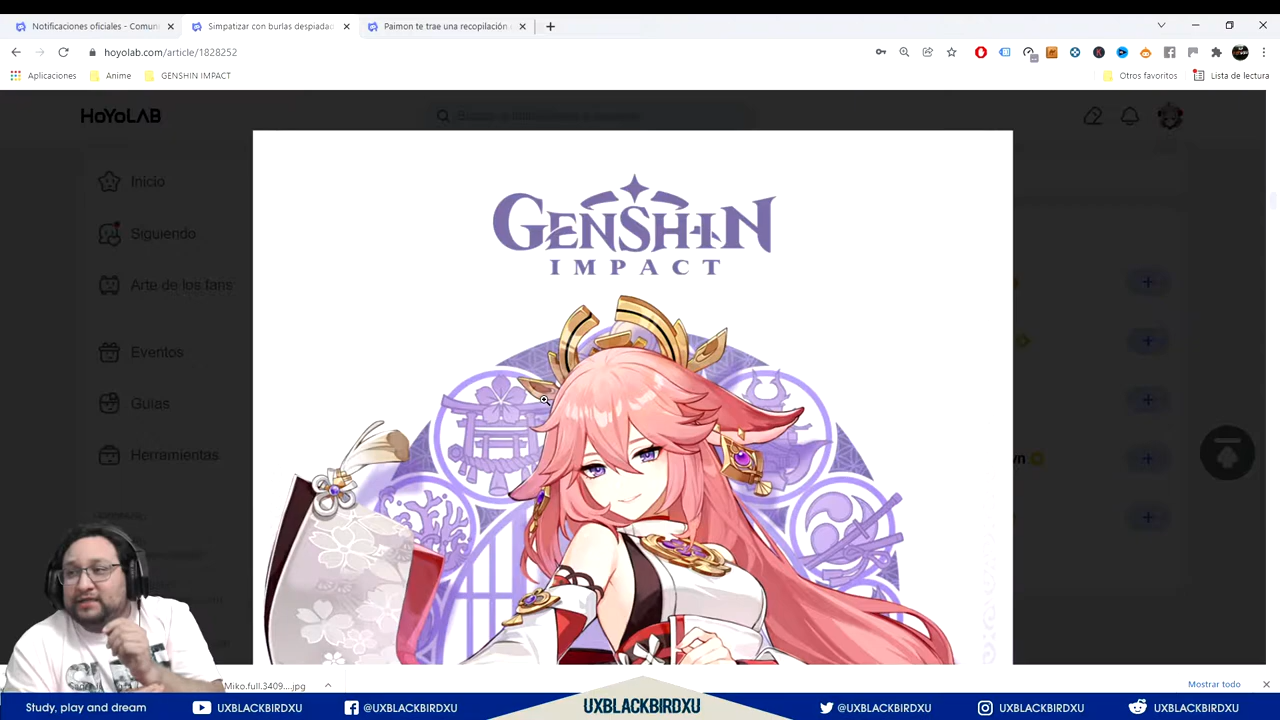 Notificaciones oficiales - Comun
Simpatizar con burlas despiadad
Paimon te trae una recopilación
hoyolab.com/article/1828252
Aplicaciones
Anime
GENSHIN IMPACT
Otros favoritos
Lista de lectura
HoYoLAB
Inicio
Siguiendo
Arte de los fans
Eventos
Guías
Herramientas
GENSHIN
IMPACT
Miko.full.3409....jpg
Mostrar todo
Study, play and dream
UXBLACKBIRDXU
@UXBLACKBIRDXU
UXBLACKBIRDXU
@UXBLACKBIRDXU
UXBLACKBIRDXU
UXBLACKBIRDXU